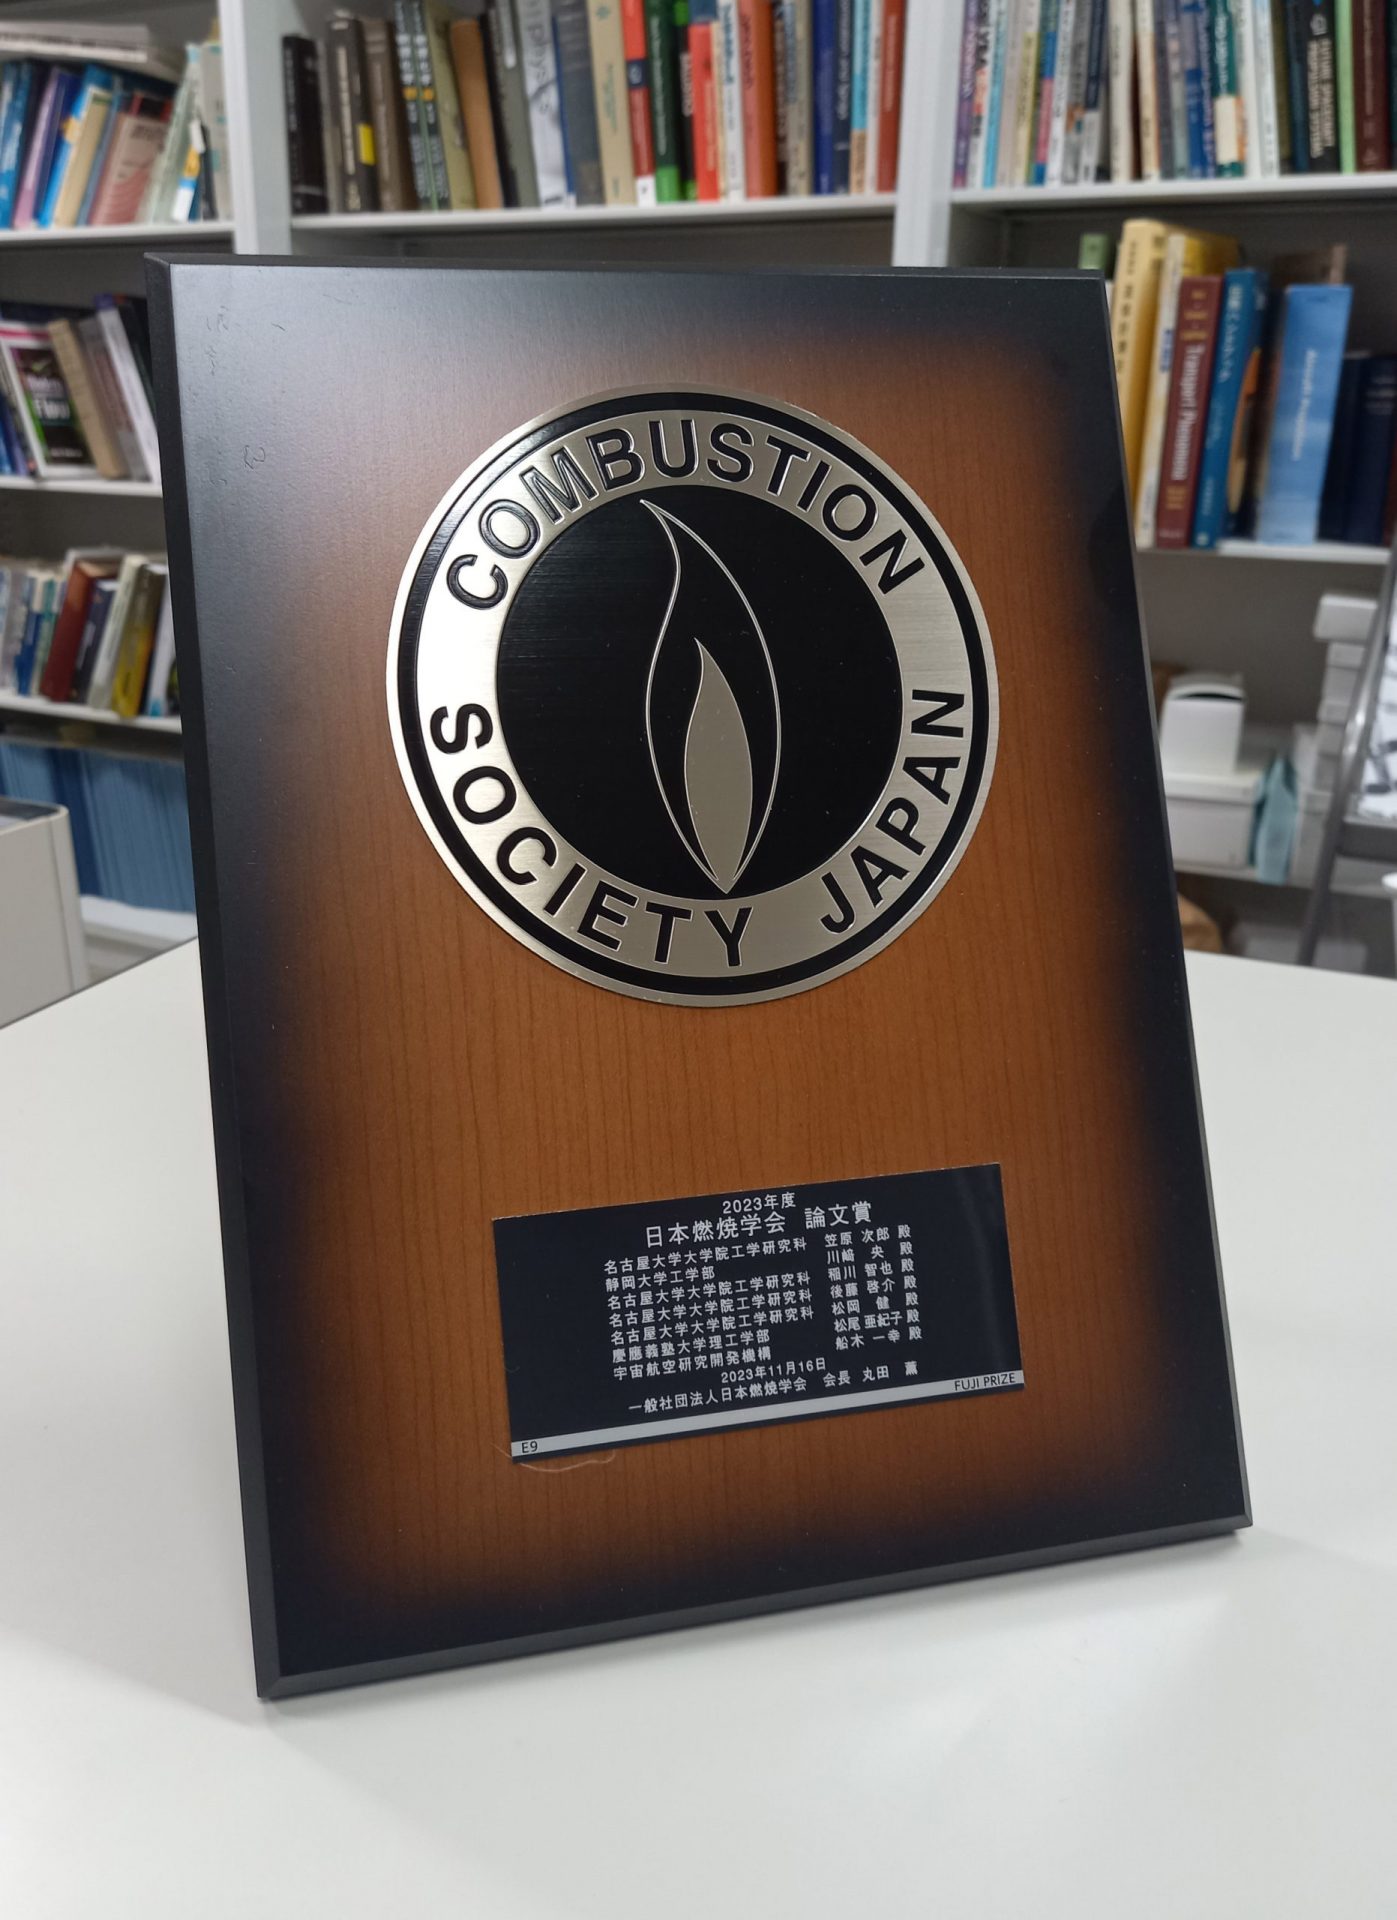 COMBUSTION
SOCIETY JAPAN
2023年度
日本燃焼学会 論文賞
名古屋大学大学院工学研究科 笠原 次郎 殿
静岡大学工学部 川﨑 央 殿
名古屋大学大学院工学研究科 稲川 智也 殿
名古屋大学大学院工学研究科 後藤 啓介 殿
名古屋大学大学院工学研究科 松岡 健 殿
慶應義塾大学理工学部 松尾 亜紀子 殿
宇宙航空研究開発機構 船木 一幸 殿
2023年11月16日
一般社団法人日本燃焼学会 会長 丸田 薫
E9 FUJI PRIZE
Transport Phenomena